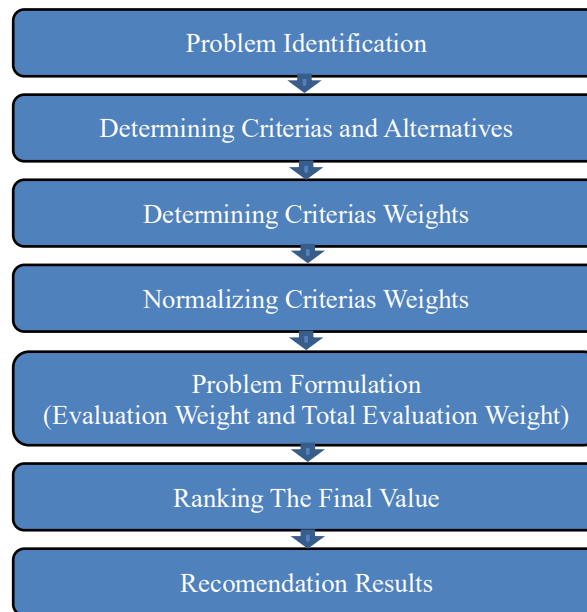 Problem Identification
Determining Criterias and Alternatives
Determining Criterias Weights
Normalizing Criterias Weights
Problem Formulation
(Evaluation Weight and Total Evaluation Weight)
Ranking The Final Value
Recomendation Results